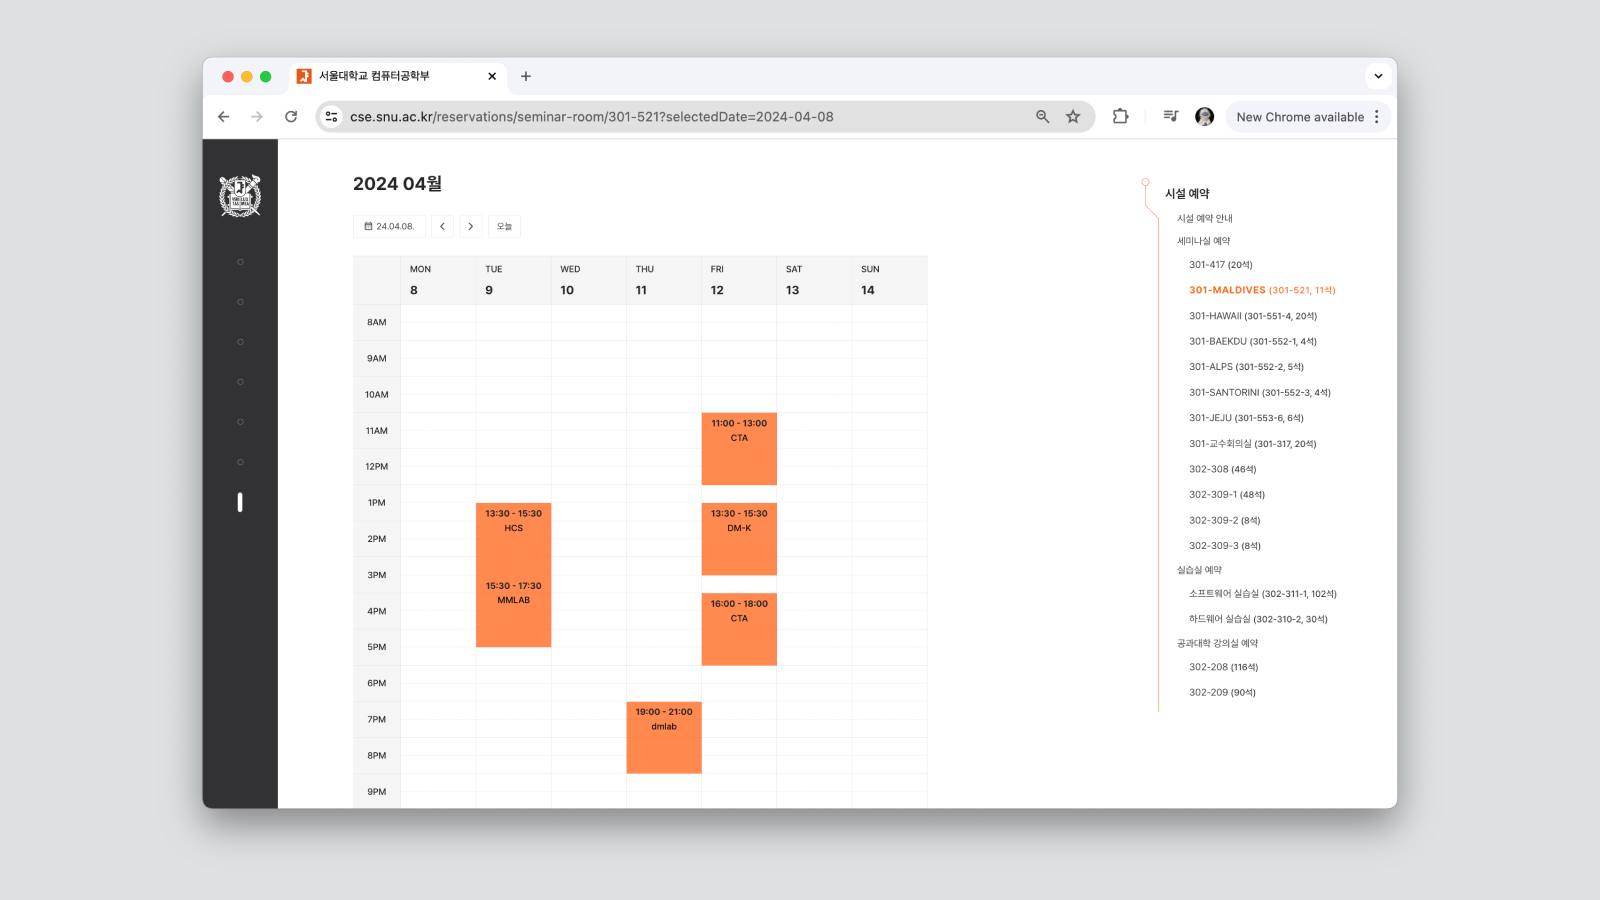 서울대학교 컴퓨터공학부
cse.snu.ac.kr/reservations/seminar-room/301-521?selectedDate=2024-04-08
New Chrome available
2024 04월
24.04.08.
오늘
MON TUE WED THU FRI SAT SUN
8 9 10 11 12 13 14
8AM
9AM
10AM
11AM
12PM
1PM
2PM
3PM
4PM
5PM
6PM
7PM
8PM
9PM
13:30 - 15:30
HCS
15:30 - 17:30
MMLAB
19:00 - 21:00
dmlab
11:00 - 13:00
CTA
13:30 - 15:30
DM-K
16:00 - 18:00
CTA
시설 예약
시설 예약 안내
세미나실 예약
301-417 (20석)
301-MALDIVES (301-521, 11석)
301-HAWAII (301-551-4, 20석)
301-BAEKDU (301-552-1, 4석)
301-ALPS (301-552-2, 5석)
301-SANTORINI (301-552-3, 4석)
301-JEJU (301-553-6, 6석)
301-교수회의실 (301-317, 20석)
302-308 (46석)
302-309-1 (48석)
302-309-2 (8석)
302-309-3 (8석)
실습실 예약
소프트웨어 실습실 (302-311-1, 102석)
하드웨어 실습실 (302-310-2, 30석)
공과대학 강의실 예약
302-208 (116석)
302-209 (90석)